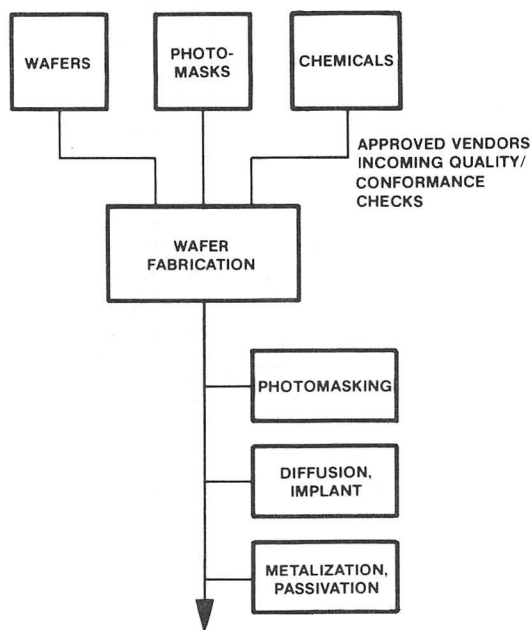 WAFERS
PHOTO-
MASKS
CHEMICALS
APPROVED VENDORS
INCOMING QUALITY/
CONFORMANCE
CHECKS
WAFER
FABRICATION
PHOTOMASKING
DIFFUSION,
IMPLANT
METALIZATION,
PASSIVATION